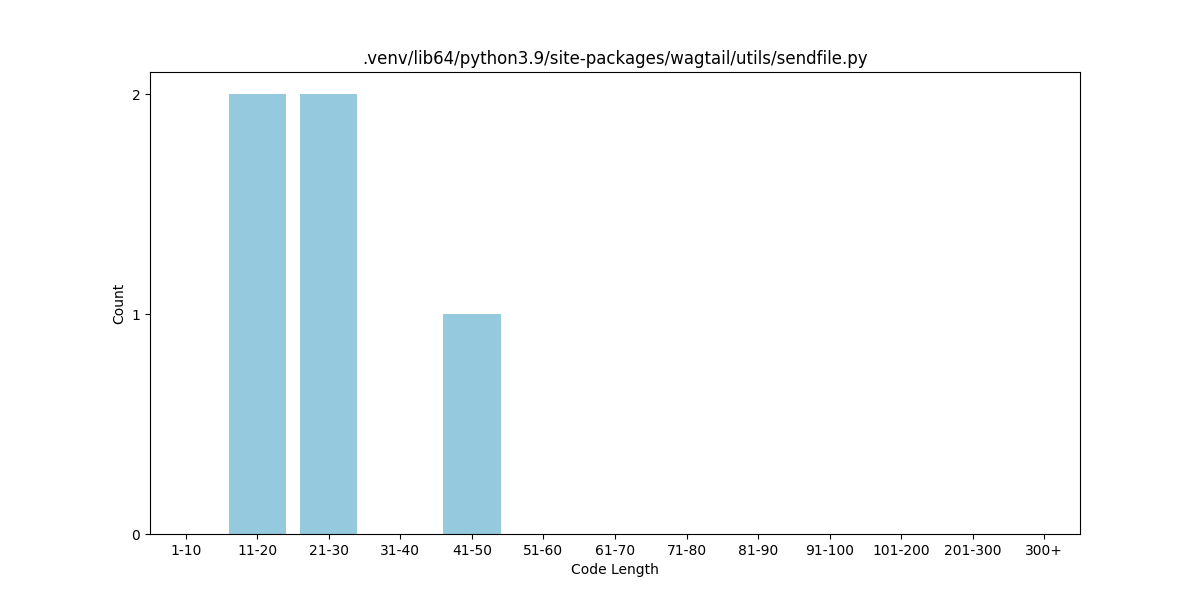 .venv/lib64/python3.9/site-packages/wagtail/utils/sendfile.py
2
1
0
Count
1-10 11-20 21-30 31-40 41-50 51-60 61-70 71-80 81-90 91-100 101-200 201-300 300+
Code Length